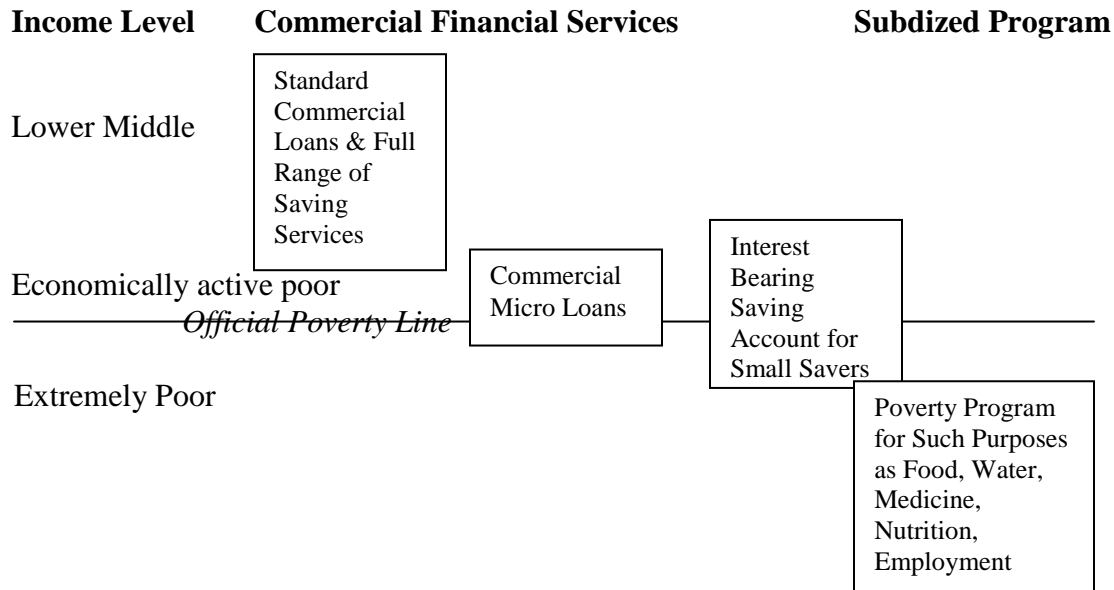 Income Level Commercial Financial Services Subdized Program
Standard
Commercial
Loans & Full
Range of
Saving
Services
Lower Middle
Economically active poor
Commercial
Micro Loans
Interest
Bearing
Saving
Account for
Small Savers
Official Poverty Line
Extremely Poor
Poverty Program
for Such Purposes
as Food, Water,
Medicine,
Nutrition,
Employment